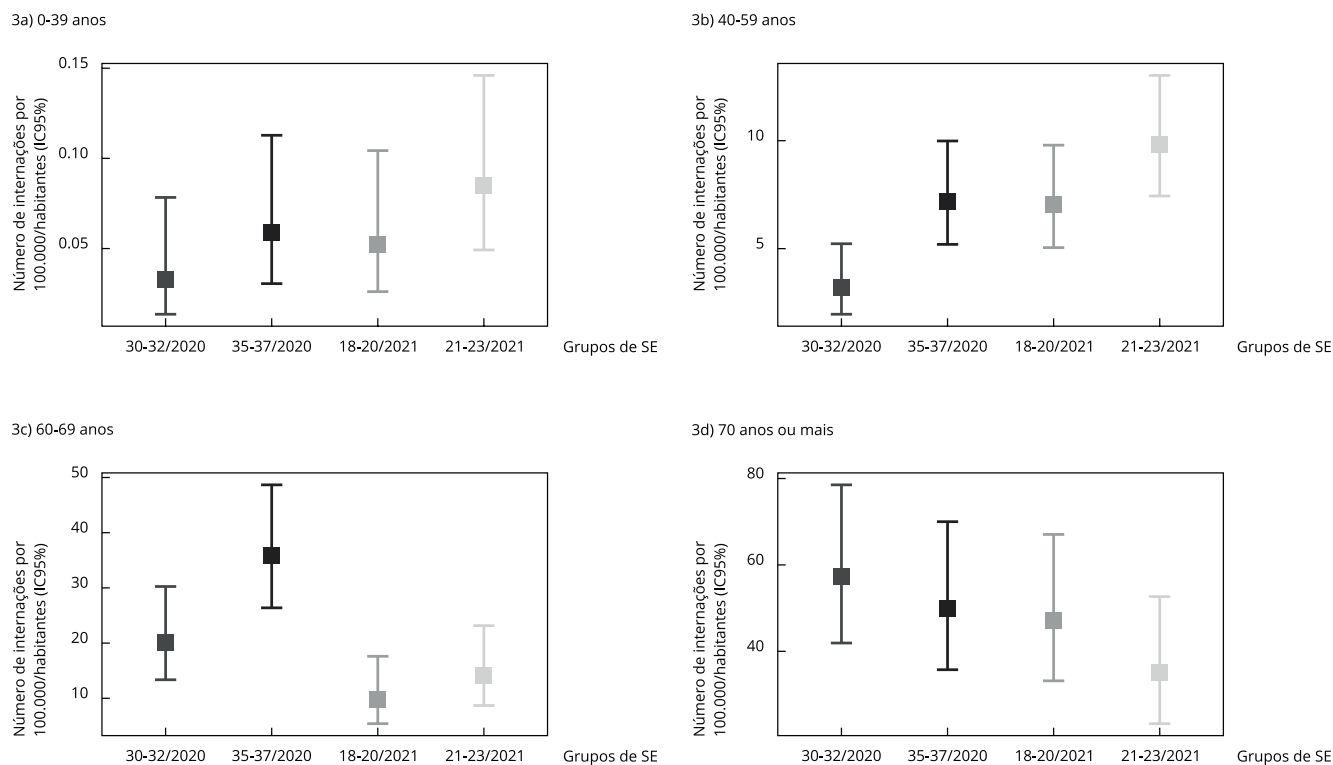 3a) 0-39 anos
Número de internações por
100.000/habitantes (IC95%)
0.15
0.10
0.05
30-32/2020 35-37/2020 18-20/2021 21-23/2021 Grupos de SE
3b) 40-59 anos
Número de internações por
100.000/habitantes (IC95%)
10
5
30-32/2020 35-37/2020 18-20/2021 21-23/2021 Grupos de SE
3c) 60-69 anos
Número de internações por
100.000/habitantes (IC95%)
50
40
30
20
10
30-32/2020 35-37/2020 18-20/2021 21-23/2021 Grupos de SE
3d) 70 anos ou mais
Número de internações por
100.000/habitantes (IC95%)
80
60
40
30-32/2020 35-37/2020 18-20/2021 21-23/2021 Grupos de SE